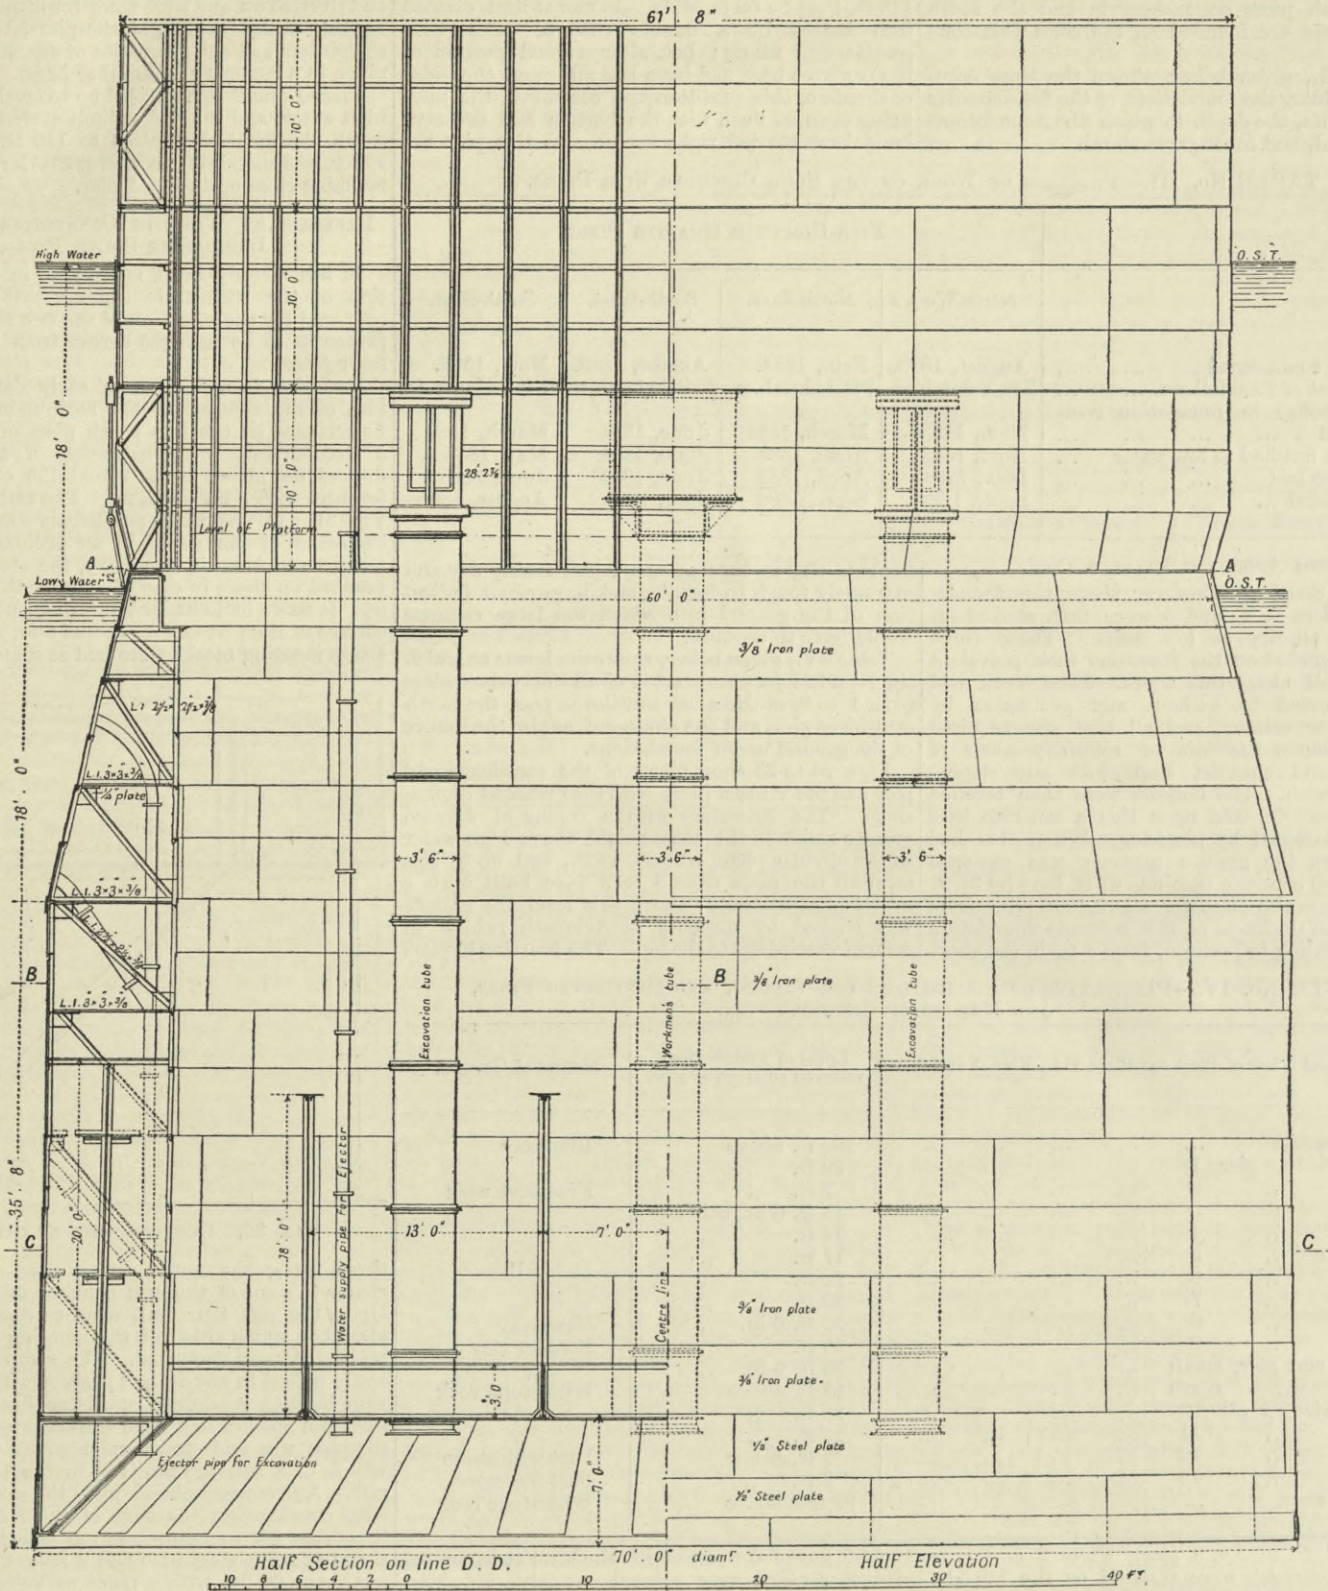 61'. 8"
10'. 0"
High Water
O.S.T.
10'. 0"
18'. 0"
10'. 0"
28'. 2⅞
Level of Platform
A
A
Low Water
O.S.T.
60'. 0"
3/8" Iron plate
L.I. 2½" × 2½" × 3/8
L.I. 3" × 3" × 3/8
¼" plate
18'. 0"
3'. 6"
3'. 6"
3'. 6"
L.I. 3" × 3" × 3/8
B
B
3/8" Iron plate
Excavation tube
Workmen's tube
Excavation tube
L.I. 3" × 3" × 3/8
Water supply pipe For Ejector
35'. 8"
20'. 0"
18'. 0"
13'. 0"
7'. 0"
C
C
Centre line
3/8" Iron plate
3'. 0"
3/8" Iron plate.
Ejector pipe For Excavation
7'. 0"
½" Steel plate
½" Steel plate
Half Section on line D. D.
70'. 0" diamr.
Half Elevation
10 8 6 4 2 0 10 20 30 40 FT